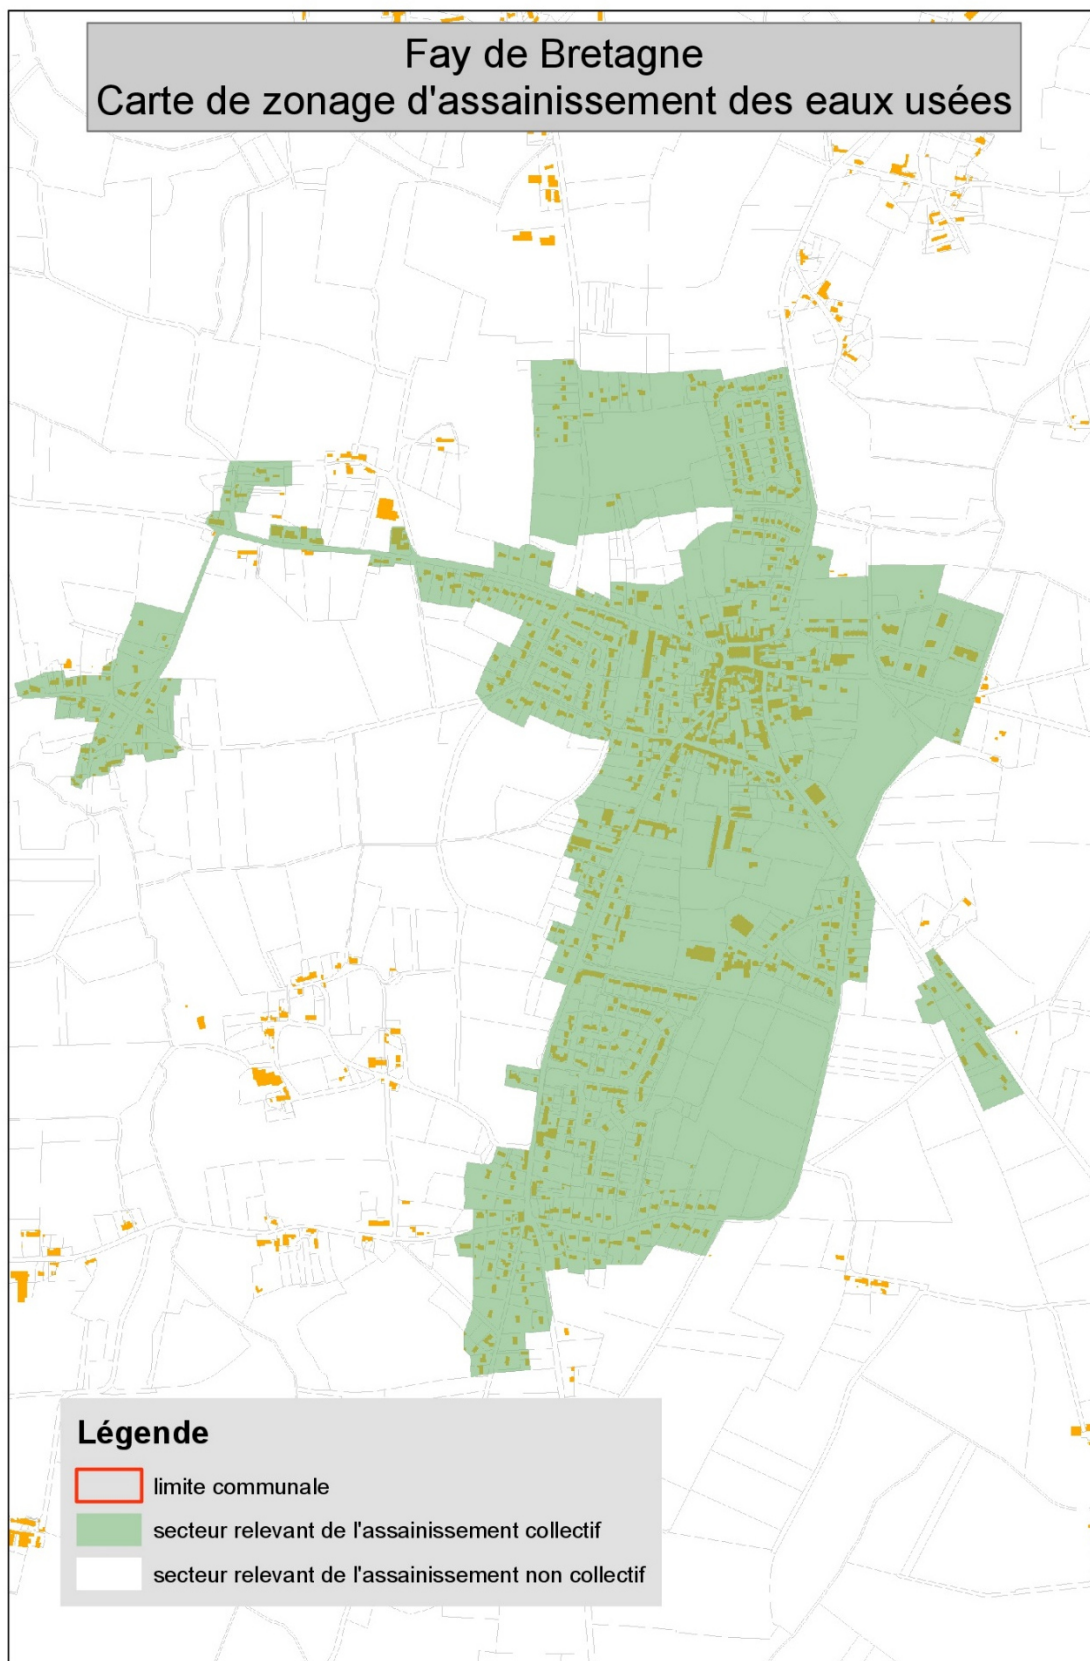 Fay de Bretagne
Carte de zonage d'assainissement des eaux usées
Légende
limite communale
secteur relevant de l'assainissement collectif
secteur relevant de l'assainissement non collectif